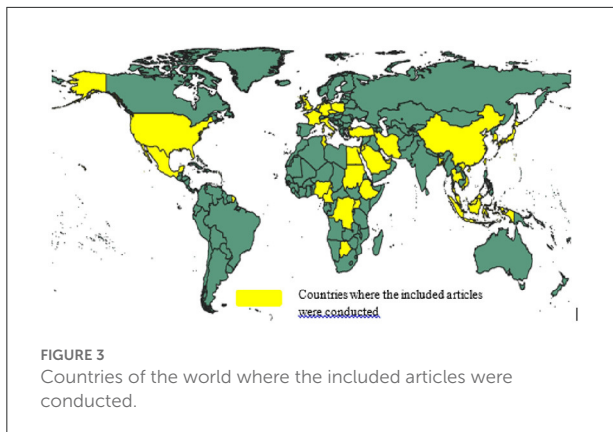 Countries where the included articles
were conducted
FIGURE 3
Countries of the world where the included articles were
conducted.